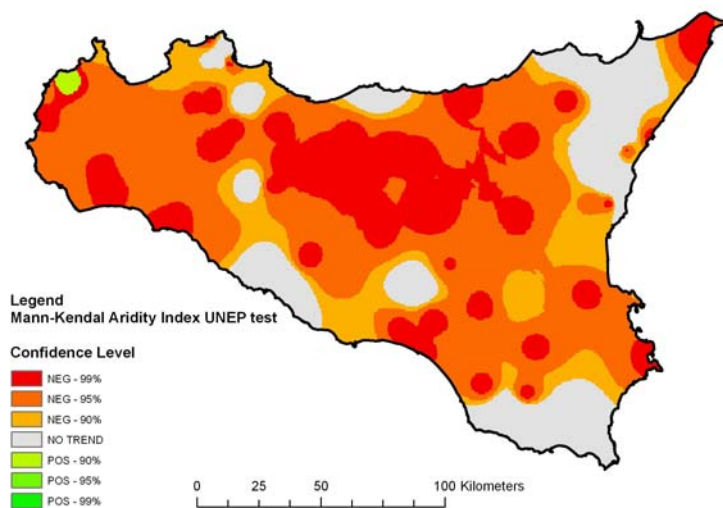 Legend
Mann-Kendal Aridity Index UNEP test
Confidence Level
NEG - 99%
NEG - 95%
NEG - 90%
NO TREND
POS - 90%
POS - 95%
POS - 99%
0 25 50 100 Kilometers